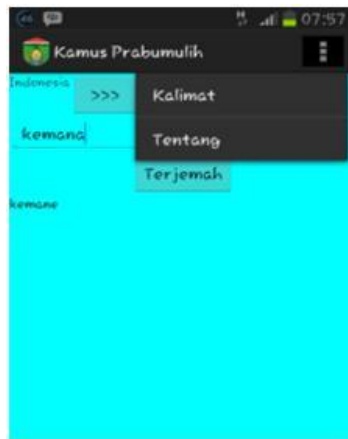 07:57
Kamus Prabumulih
Indonesia
>>>
Kalimat
kemana
Tentang
Terjemah
kemane